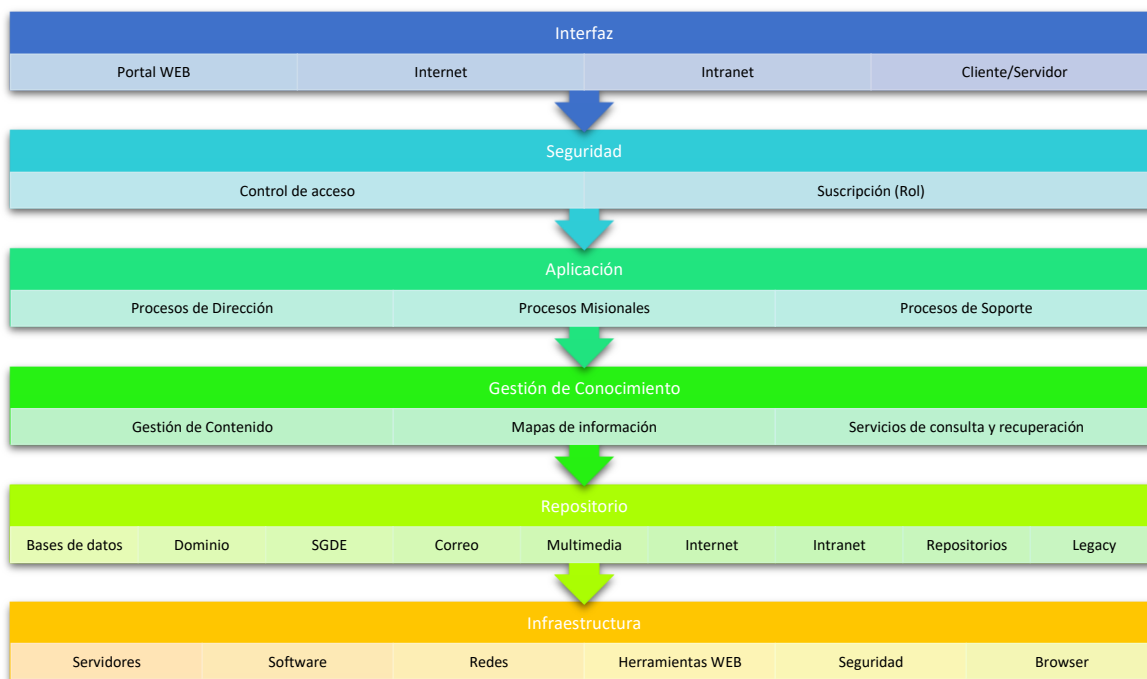 Interfaz
Portal WEB Internet Intranet Cliente/Servidor
Seguridad
Control de acceso Suscripción (Rol)
Aplicación
Procesos de Dirección Procesos Misionales Procesos de Soporte
Gestión de Conocimiento
Gestión de Contenido Mapas de información Servicios de consulta y recuperación
Repositorio
Bases de datos Dominio SGDE Correo Multimedia Internet Intranet Repositorios Legacy
Infraestructura
Servidores Software Redes Herramientas WEB Seguridad Browser